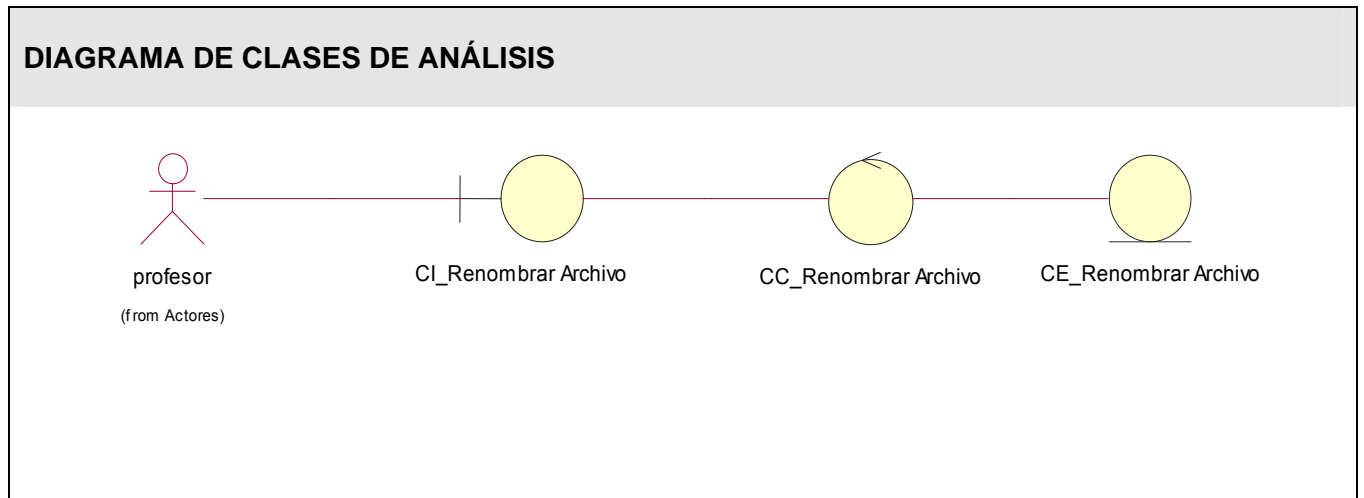 DIAGRAMA DE CLASES DE ANÁLISIS
profesor
(from Actores)
CI_Renombrar Archivo
CC_Renombrar Archivo
CE_Renombrar Archivo